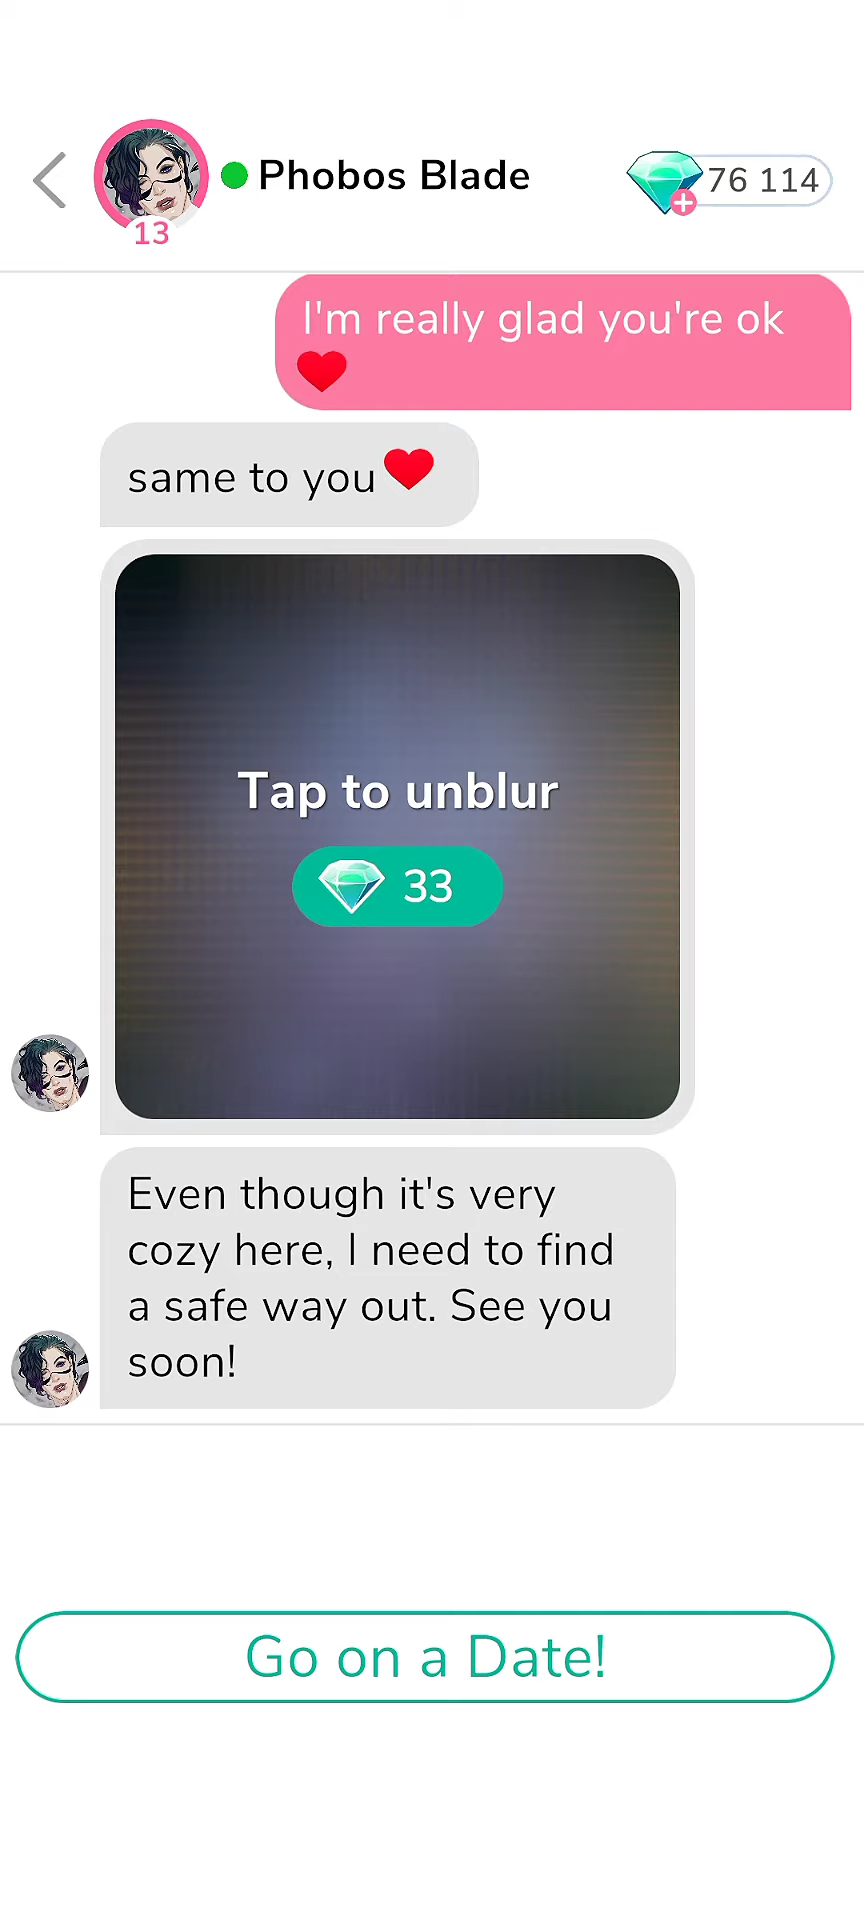 Phobos Blade
76 114
13
I'm really glad you're ok
❤️
same to you❤️
Tap to unblur
33
Even though it's very
cozy here, I need to find
a safe way out. See you
soon!
Go on a Date!